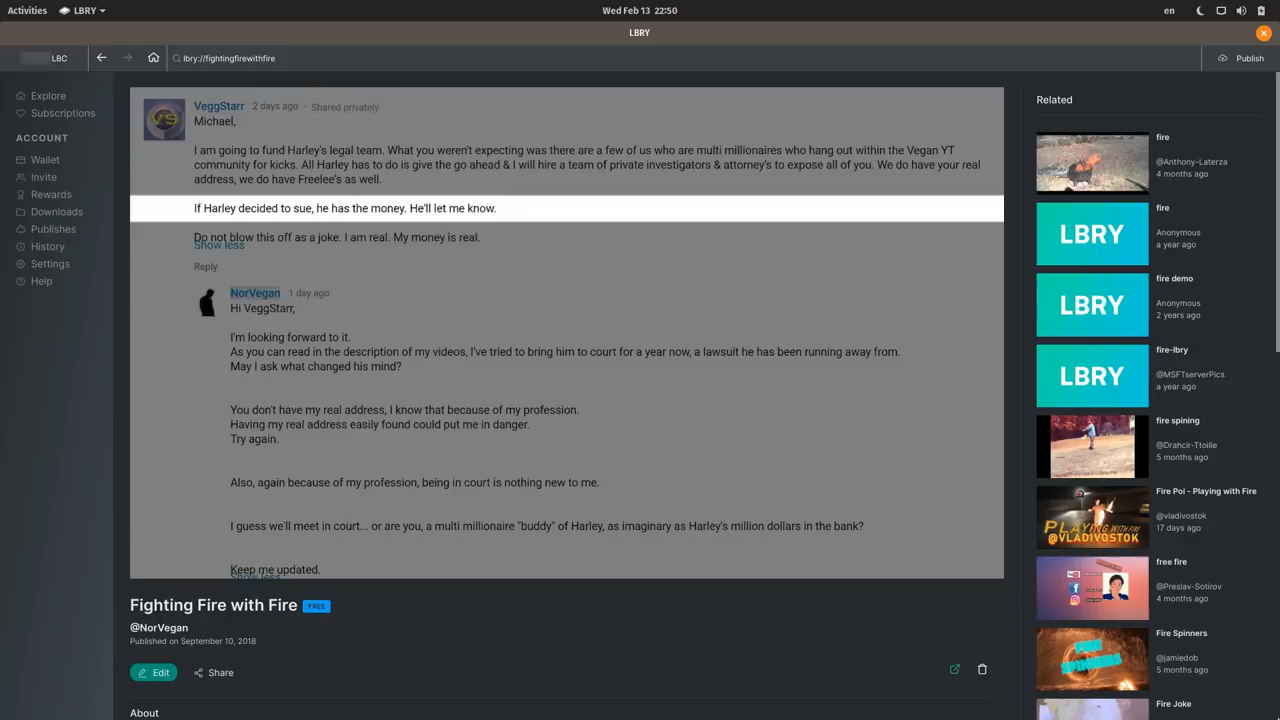 Activities
LBRY
Wed Feb 13 22:50
en
LBRY
LBC
lbry://fightingfirewithfire
Publish
Explore
Subscriptions
ACCOUNT
Wallet
Invite
Rewards
Downloads
Publishes
History
Settings
Help
VeggStarr 2 days ago · Shared privately
Michael,
I am going to fund Harley's legal team. What you weren't expecting was there are a few of us who are multi millionaires who hang out within the Vegan YT
community for kicks. All Harley has to do is give the go ahead & I will hire a team of private investigators & attorney's to expose all of you. We do have your real
address, we do have Freelee's as well.
If Harley decided to sue, he has the money. He'll let me know.
Do not blow this off as a joke. I am real. My money is real.
Show less
Reply
NorVegan 1 day ago
Hi VeggStarr,
I'm looking forward to it.
As you can read in the description of my videos, I've tried to bring him to court for a year now, a lawsuit he has been running away from.
May I ask what changed his mind?
You don't have my real address, I know that because of my profession.
Having my real address easily found could put me in danger.
Try again.
Also, again because of my profession, being in court is nothing new to me.
I guess we'll meet in court... or are you, a multi millionaire "buddy" of Harley, as imaginary as Harley's million dollars in the bank?
Keep me updated.
Show less
Fighting Fire with Fire FREE
@NorVegan
Published on September 10, 2018
Edit
Share
About
Related
fire
@Anthony-Laterza
4 months ago
LBRY
fire
Anonymous
a year ago
LBRY
fire demo
Anonymous
2 years ago
LBRY
fire-lbry
@MSFTserverPics
a year ago
fire spining
@Drahcir-Ttoille
5 months ago
PLAYING WITH FIRE
@VLADIVOSTOK
Fire Poi - Playing with Fire
@vladivostok
17 days ago
free fire
@Preslav-Sotirov
4 months ago
FIRE
SPINNERS
Fire Spinners
@jamiedob
5 months ago
Fire Joke